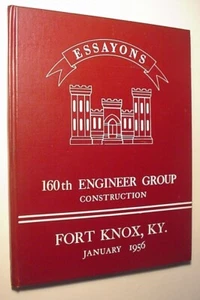 ESSAYONS
160th ENGINEER GROUP
CONSTRUCTION
FORT KNOX, KY.
JANUARY 1956